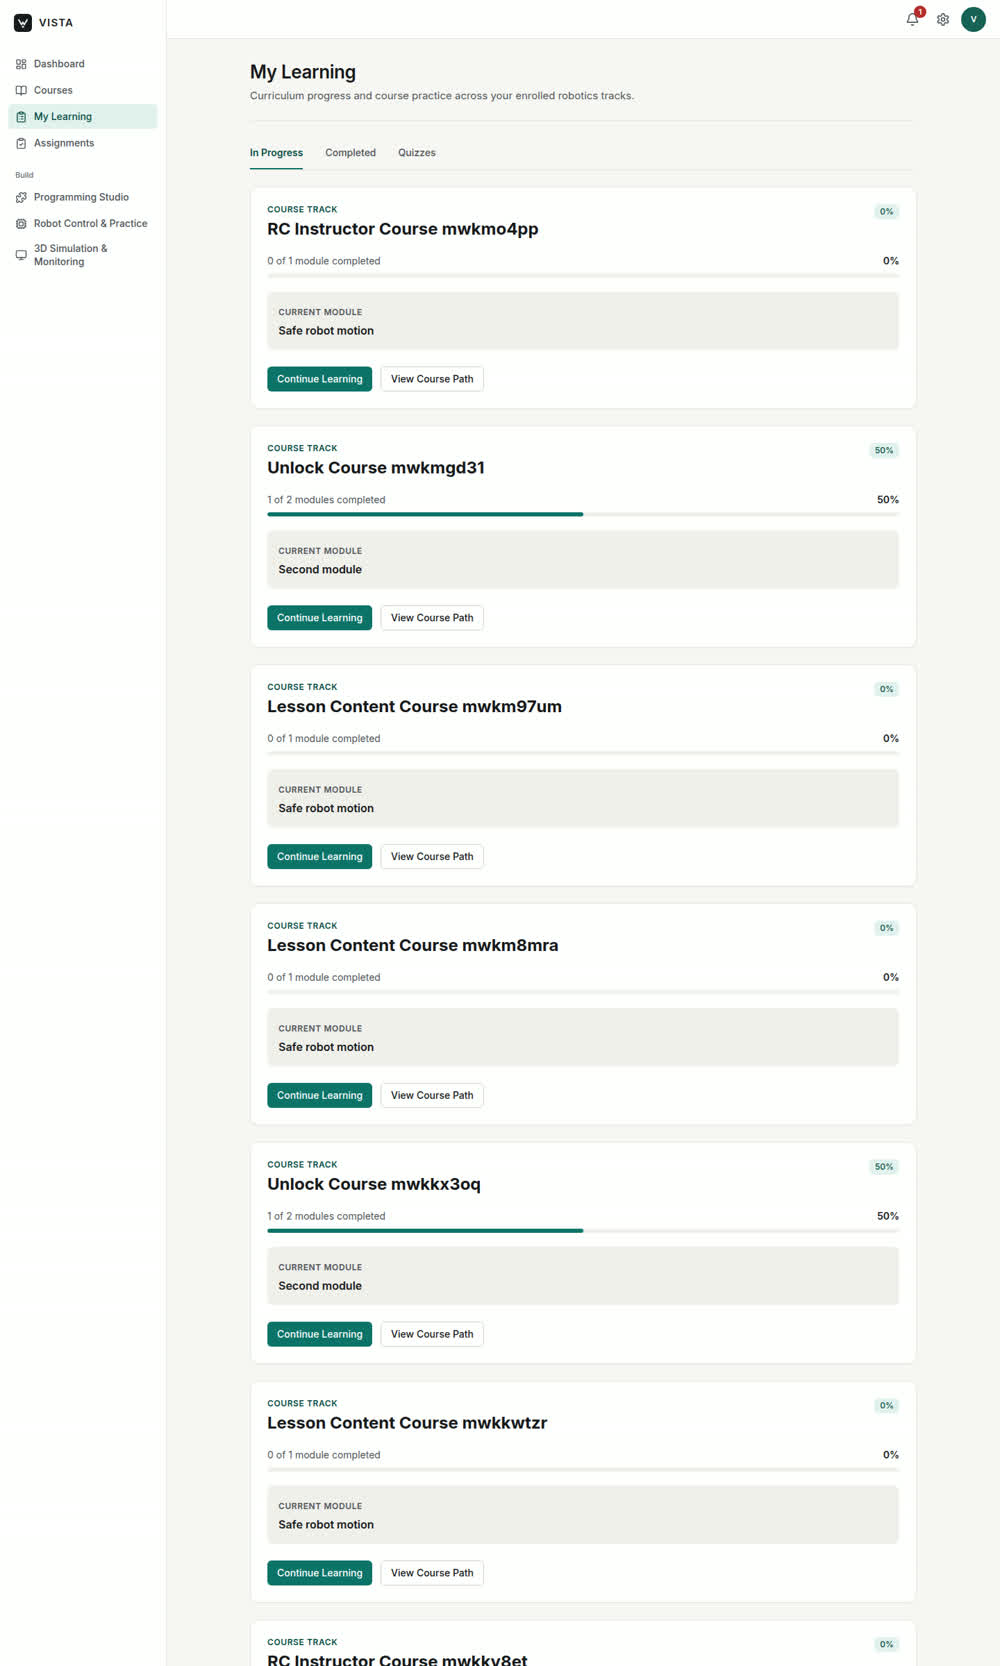 VISTA
1
V
Dashboard
Courses
My Learning
Assignments
Build
Programming Studio
Robot Control & Practice
3D Simulation &
Monitoring
My Learning
Curriculum progress and course practice across your enrolled robotics tracks.
In Progress Completed Quizzes
COURSE TRACK
0%
RC Instructor Course mwkmo4pp
0 of 1 module completed 0%
CURRENT MODULE
Safe robot motion
Continue Learning View Course Path
COURSE TRACK
50%
Unlock Course mwkmgd31
1 of 2 modules completed 50%
CURRENT MODULE
Second module
Continue Learning View Course Path
COURSE TRACK
0%
Lesson Content Course mwkm97um
0 of 1 module completed 0%
CURRENT MODULE
Safe robot motion
Continue Learning View Course Path
COURSE TRACK
0%
Lesson Content Course mwkm8mra
0 of 1 module completed 0%
CURRENT MODULE
Safe robot motion
Continue Learning View Course Path
COURSE TRACK
50%
Unlock Course mwkkx3oq
1 of 2 modules completed 50%
CURRENT MODULE
Second module
Continue Learning View Course Path
COURSE TRACK
0%
Lesson Content Course mwkkwtzr
0 of 1 module completed 0%
CURRENT MODULE
Safe robot motion
Continue Learning View Course Path
COURSE TRACK
0%
RC Instructor Course